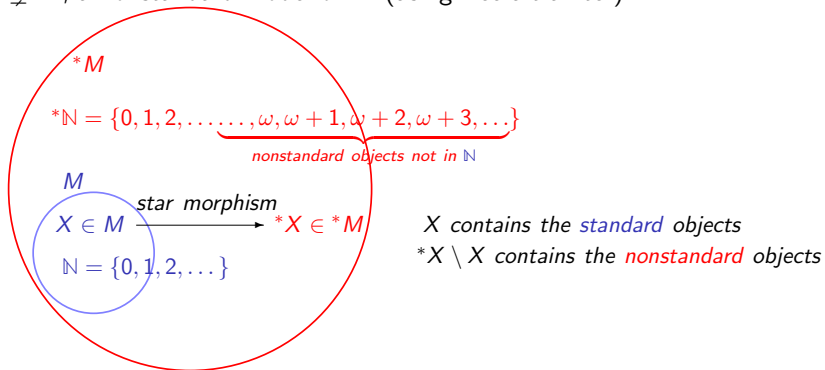 *M
*ℕ = {0, 1, 2, . . . . . . , ω, ω + 1, ω + 2, ω + 3, . . .}
nonstandard objects not in ℕ
M
star morphism
X ∈ M *X ∈ *M X contains the standard objects
*X \ X contains the nonstandard objects
ℕ = {0, 1, 2, . . . }